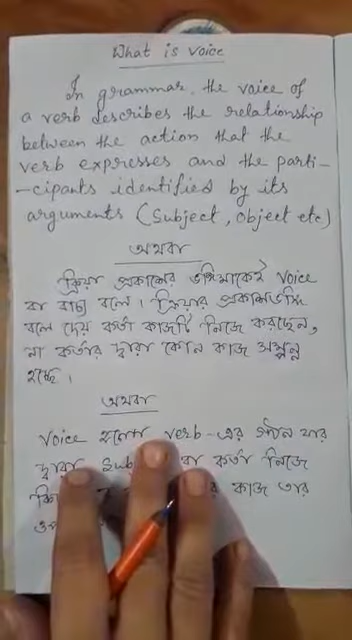 What is voice
In grammar, the voice of
a verb describes the relationship
between the action that the
verb expresses and the parti-
-cipants identified by its
arguments (Subject, object etc)
অথবা
ক্রিয়া প্রকাশের ভঙ্গিমাকেই voice
বা বাচ্য বলে। ক্রিয়ার প্রকাশভঙ্গি
বলে দেয় কর্তা কাজটি নিজে করছেন,
না কর্তার দ্বারা কোন কাজ সম্পন্ন
হচ্ছে।
অথবা
voice হলো verb-এর গঠন যার
দ্বারা বা কর্তা নিজে
কাজ তার